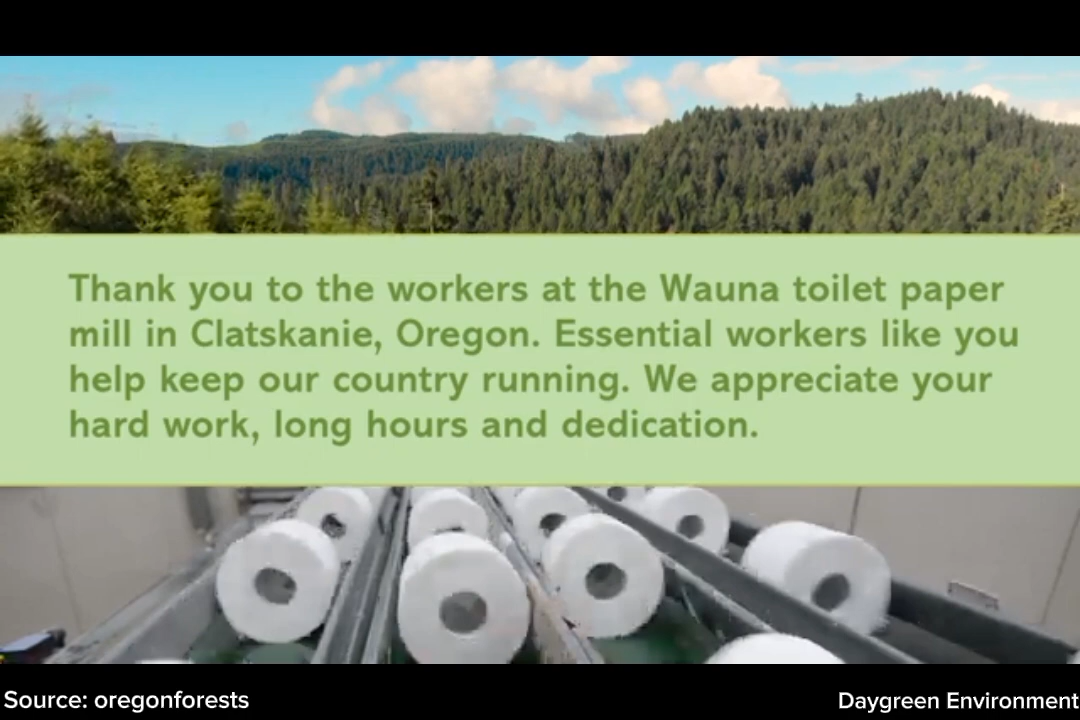 Thank you to the workers at the Wauna toilet paper
mill in Clatskanie, Oregon. Essential workers like you
help keep our country running. We appreciate your
hard work, long hours and dedication.
Source: oregonforests
Daygreen Environment